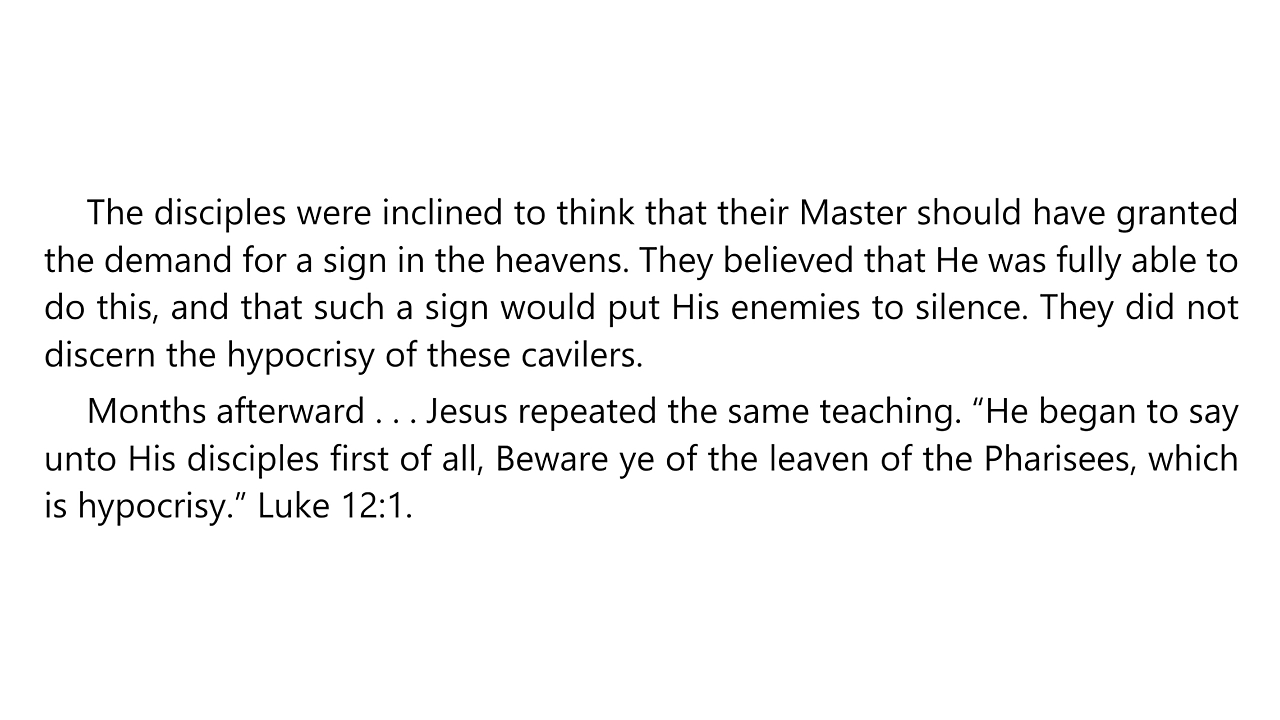 The disciples were inclined to think that their Master should have granted
the demand for a sign in the heavens. They believed that He was fully able to
do this, and that such a sign would put His enemies to silence. They did not
discern the hypocrisy of these cavilers.
Months afterward . . . Jesus repeated the same teaching. “He began to say
unto His disciples first of all, Beware ye of the leaven of the Pharisees, which
is hypocrisy.” Luke 12:1.